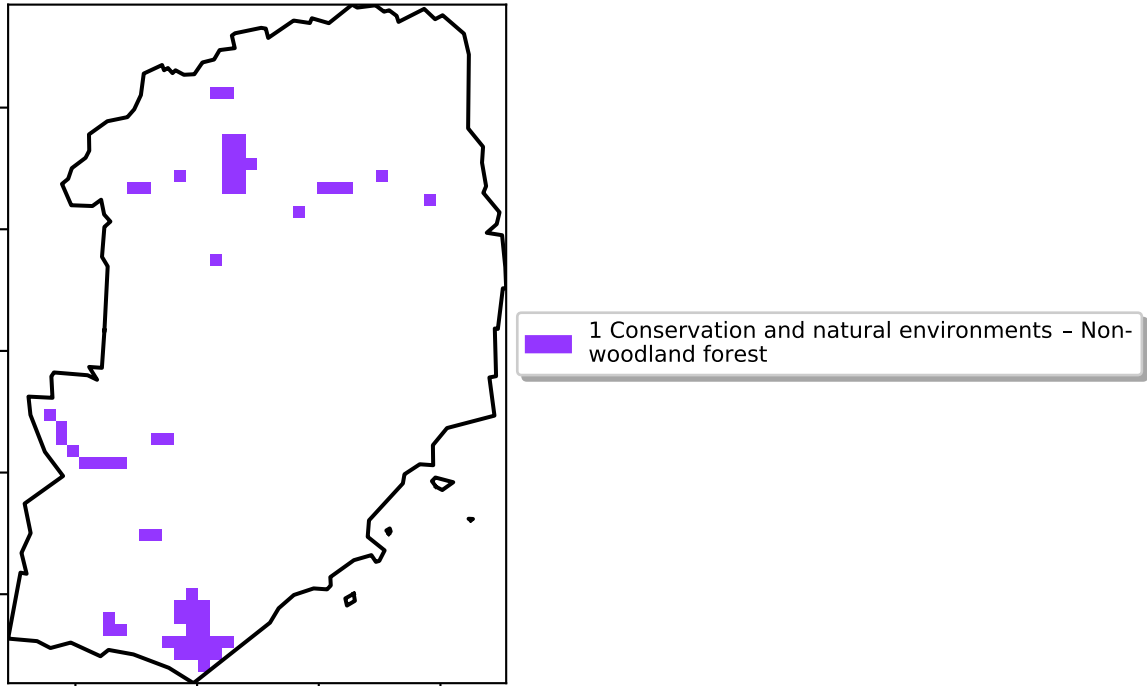 1 Conservation and natural environments – Non-
woodland forest